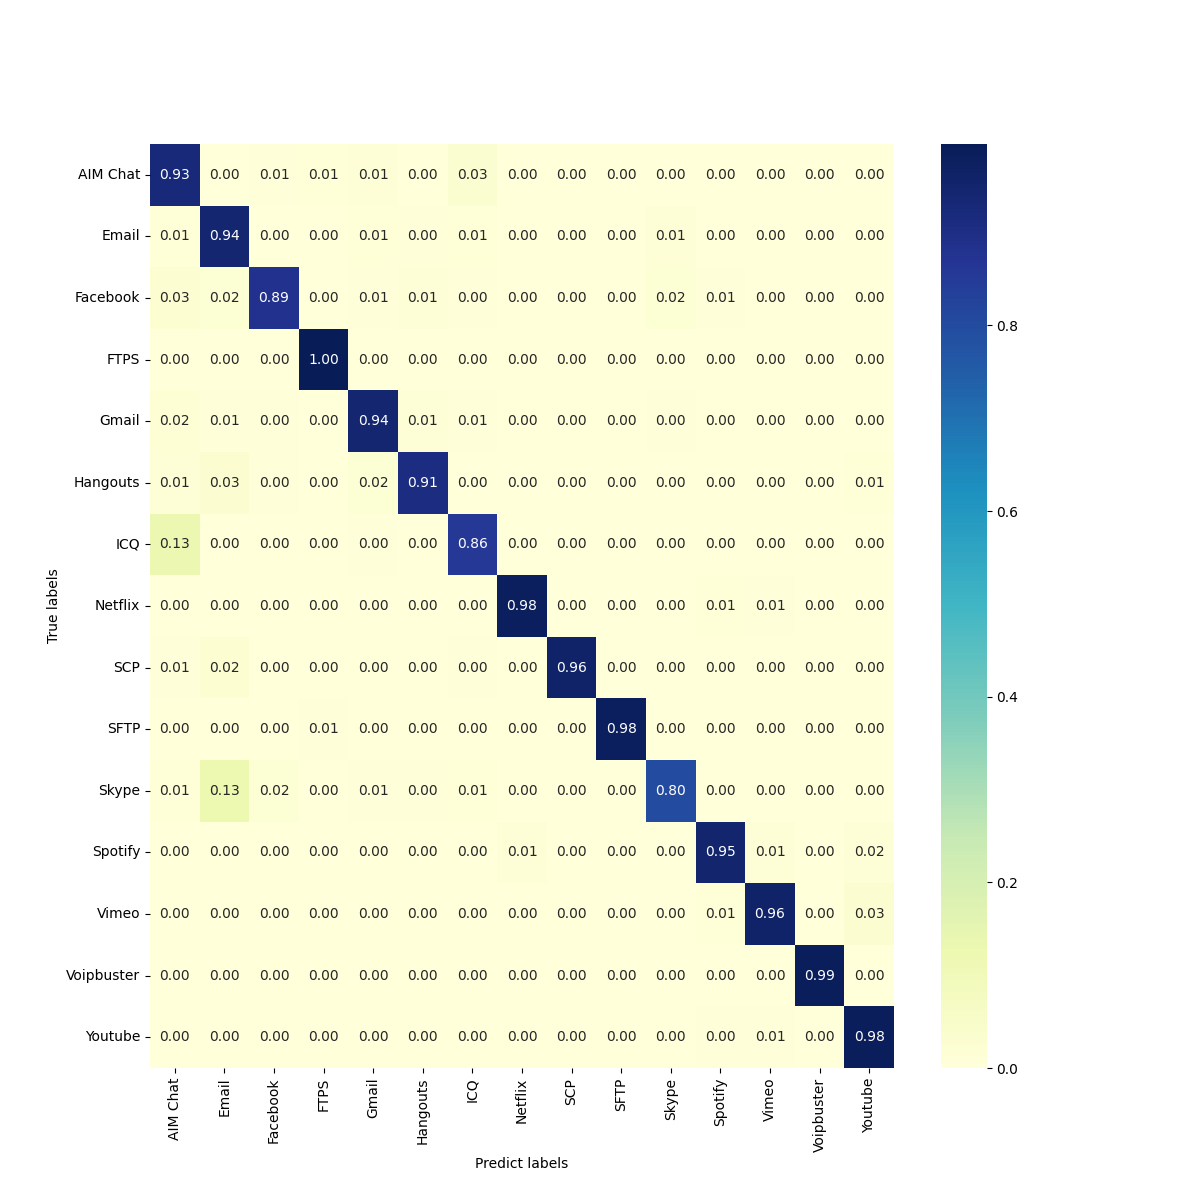 AIM Chat 0.93 0.00 0.01 0.01 0.01 0.00 0.03 0.00 0.00 0.00 0.00 0.00 0.00 0.00 0.00
Email 0.01 0.94 0.00 0.00 0.01 0.00 0.01 0.00 0.00 0.00 0.01 0.00 0.00 0.00 0.00
Facebook 0.03 0.02 0.89 0.00 0.01 0.01 0.00 0.00 0.00 0.00 0.02 0.01 0.00 0.00 0.00
0.8
FTPS 0.00 0.00 0.00 1.00 0.00 0.00 0.00 0.00 0.00 0.00 0.00 0.00 0.00 0.00 0.00
Gmail 0.02 0.01 0.00 0.00 0.94 0.01 0.01 0.00 0.00 0.00 0.00 0.00 0.00 0.00 0.00
Hangouts 0.01 0.03 0.00 0.00 0.02 0.91 0.00 0.00 0.00 0.00 0.00 0.00 0.00 0.00 0.01
0.6
ICQ 0.13 0.00 0.00 0.00 0.00 0.00 0.86 0.00 0.00 0.00 0.00 0.00 0.00 0.00 0.00
True labels
Netflix 0.00 0.00 0.00 0.00 0.00 0.00 0.00 0.98 0.00 0.00 0.00 0.01 0.01 0.00 0.00
SCP 0.01 0.02 0.00 0.00 0.00 0.00 0.00 0.00 0.96 0.00 0.00 0.00 0.00 0.00 0.00
0.4
SFTP 0.00 0.00 0.00 0.01 0.00 0.00 0.00 0.00 0.00 0.98 0.00 0.00 0.00 0.00 0.00
Skype 0.01 0.13 0.02 0.00 0.01 0.00 0.01 0.00 0.00 0.00 0.80 0.00 0.00 0.00 0.00
Spotify 0.00 0.00 0.00 0.00 0.00 0.00 0.00 0.01 0.00 0.00 0.00 0.95 0.01 0.00 0.02
0.2
Vimeo 0.00 0.00 0.00 0.00 0.00 0.00 0.00 0.00 0.00 0.00 0.00 0.01 0.96 0.00 0.03
Voipbuster 0.00 0.00 0.00 0.00 0.00 0.00 0.00 0.00 0.00 0.00 0.00 0.00 0.00 0.99 0.00
Youtube 0.00 0.00 0.00 0.00 0.00 0.00 0.00 0.00 0.00 0.00 0.00 0.00 0.01 0.00 0.98
0.0
AIM Chat Email Facebook FTPS Gmail Hangouts ICQ Netflix SCP SFTP Skype Spotify Vimeo Voipbuster Youtube
Predict labels